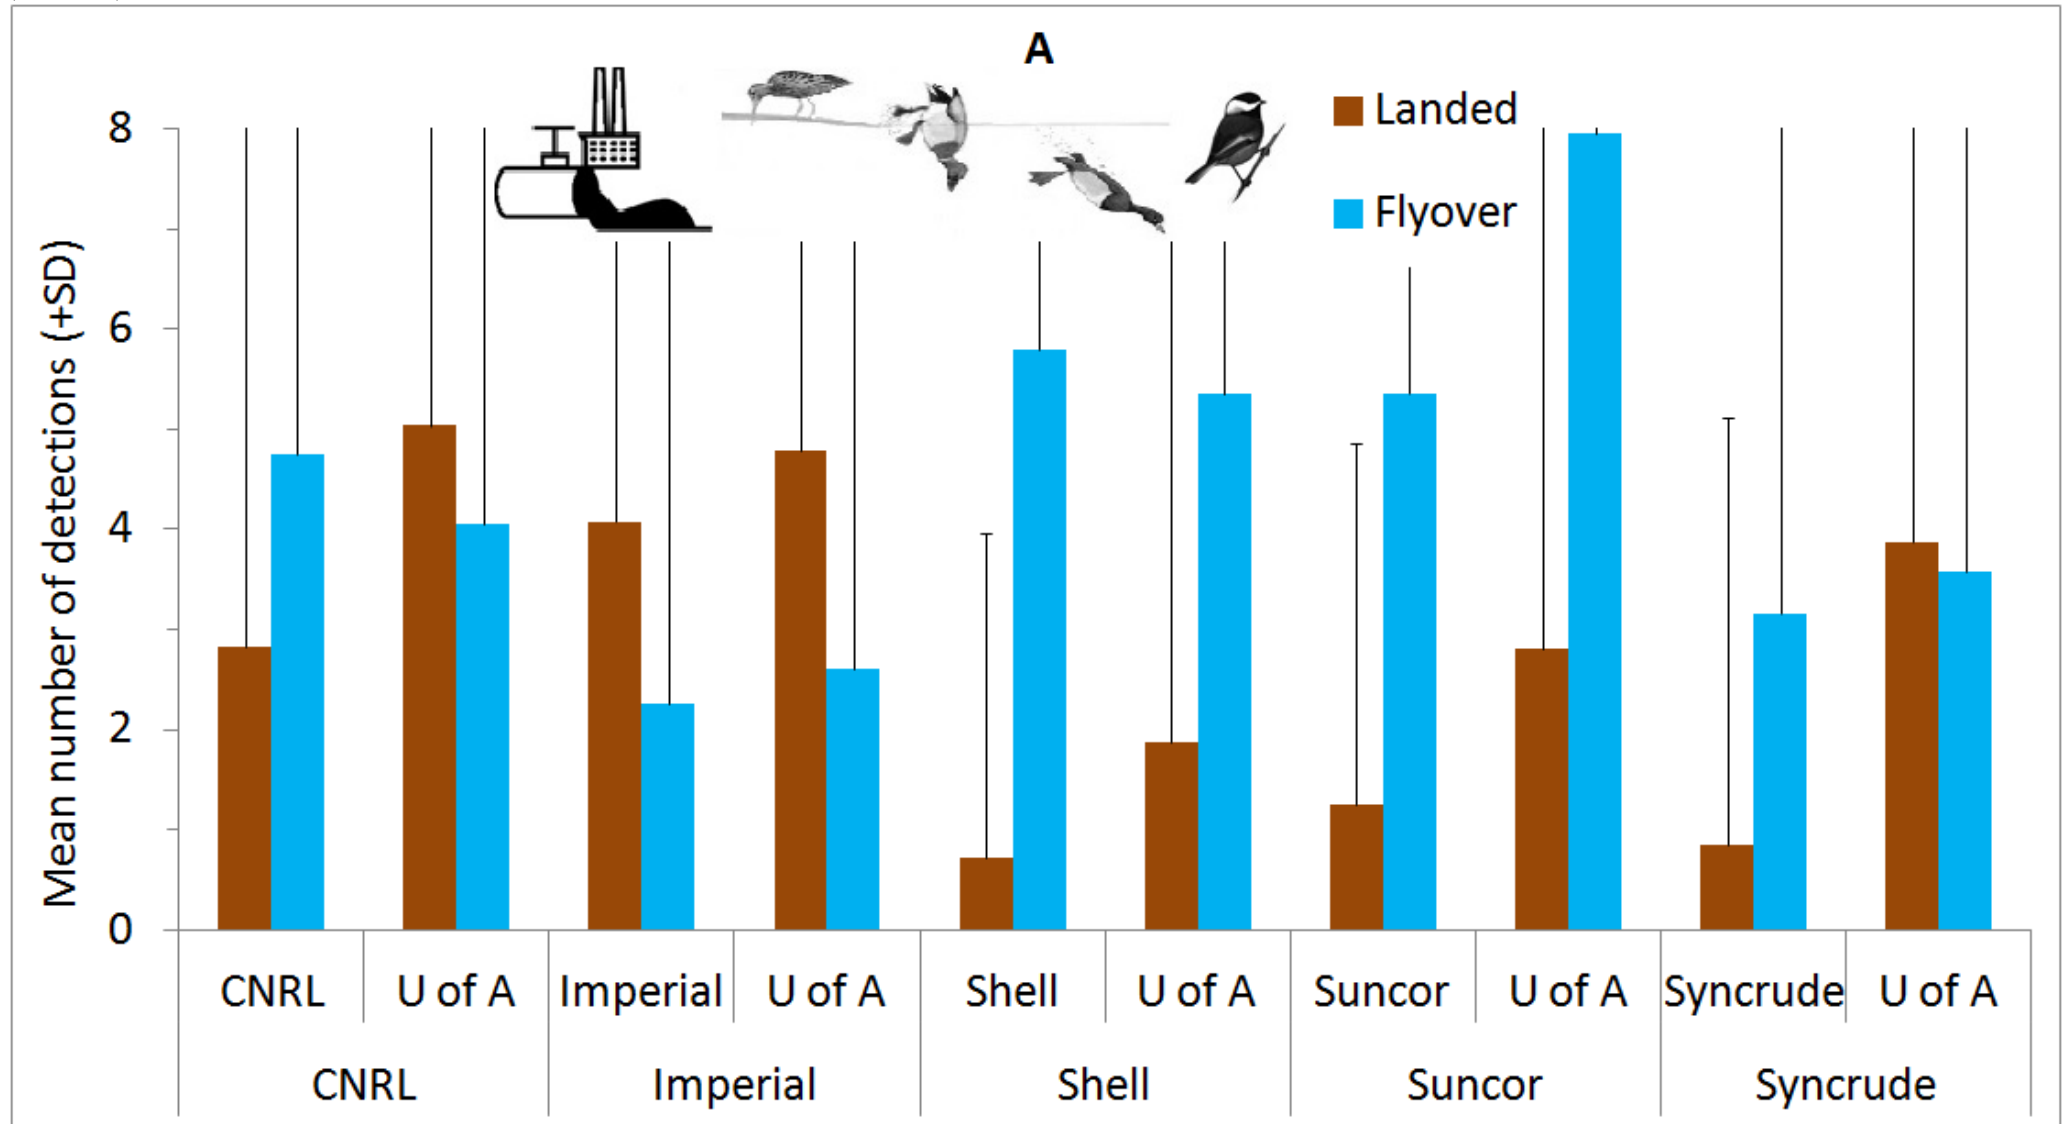 A
Landed
Flyover
Mean number of detections (+SD)
8
6
4
2
0
CNRL U of A Imperial U of A Shell U of A Suncor U of A Syncrude U of A
CNRL Imperial Shell Suncor Syncrude